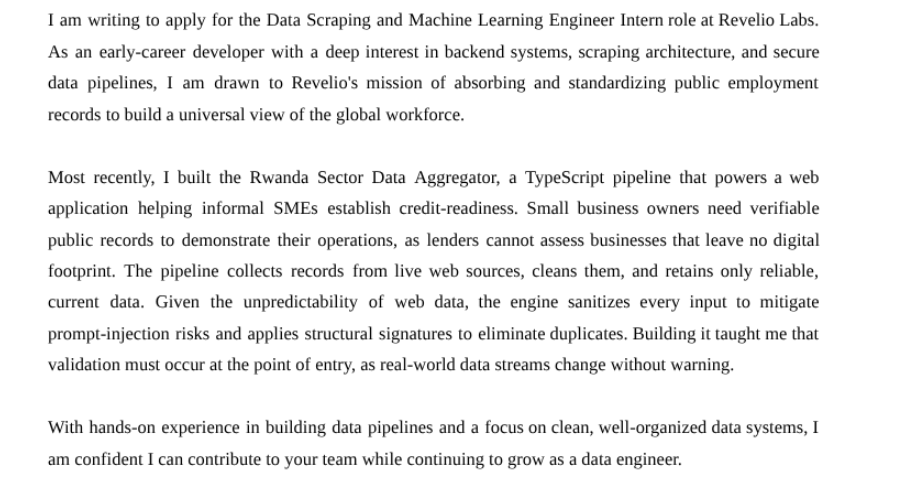 I am writing to apply for the Data Scraping and Machine Learning Engineer Intern role at Revelio Labs.
As an early-career developer with a deep interest in backend systems, scraping architecture, and secure
data pipelines, I am drawn to Revelio's mission of absorbing and standardizing public employment
records to build a universal view of the global workforce.

Most recently, I built the Rwanda Sector Data Aggregator, a TypeScript pipeline that powers a web
application helping informal SMEs establish credit-readiness. Small business owners need verifiable
public records to demonstrate their operations, as lenders cannot assess businesses that leave no digital
footprint. The pipeline collects records from live web sources, cleans them, and retains only reliable,
current data. Given the unpredictability of web data, the engine sanitizes every input to mitigate
prompt-injection risks and applies structural signatures to eliminate duplicates. Building it taught me that
validation must occur at the point of entry, as real-world data streams change without warning.

With hands-on experience in building data pipelines and a focus on clean, well-organized data systems, I
am confident I can contribute to your team while continuing to grow as a data engineer.